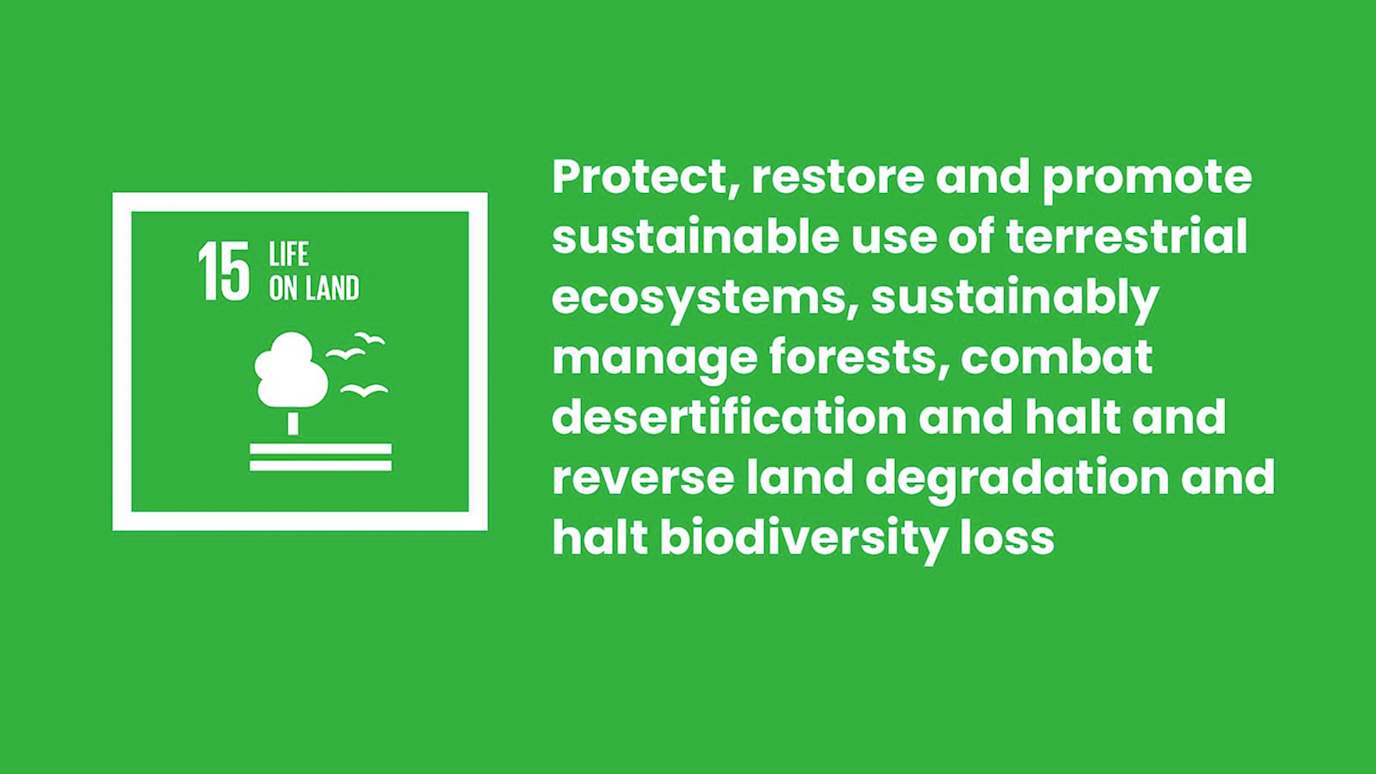 15 LIFE
ON LAND
Protect, restore and promote
sustainable use of terrestrial
ecosystems, sustainably
manage forests, combat
desertification and halt and
reverse land degradation and
halt biodiversity loss